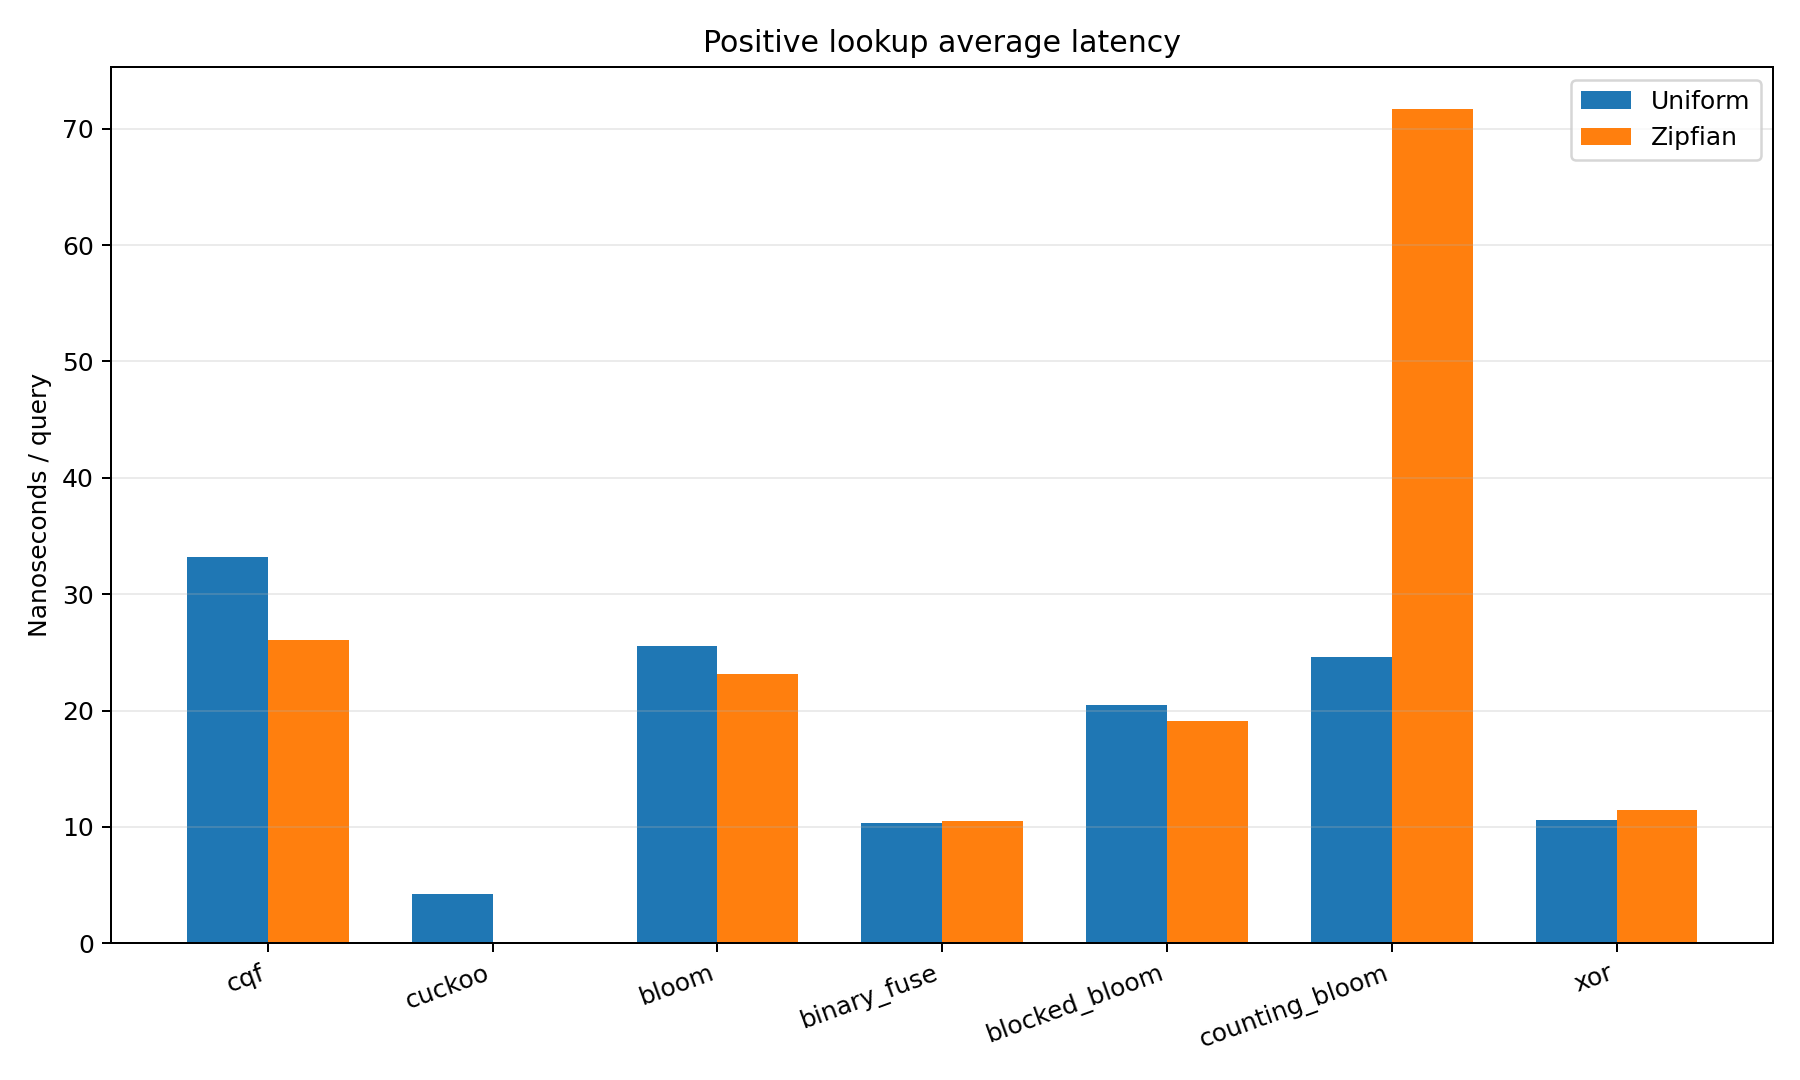 Positive lookup average latency
Uniform
Zipfian
Nanoseconds / query
70
60
50
40
30
20
10
0
cqf
cuckoo
bloom
binary_fuse
blocked_bloom
counting_bloom
xor